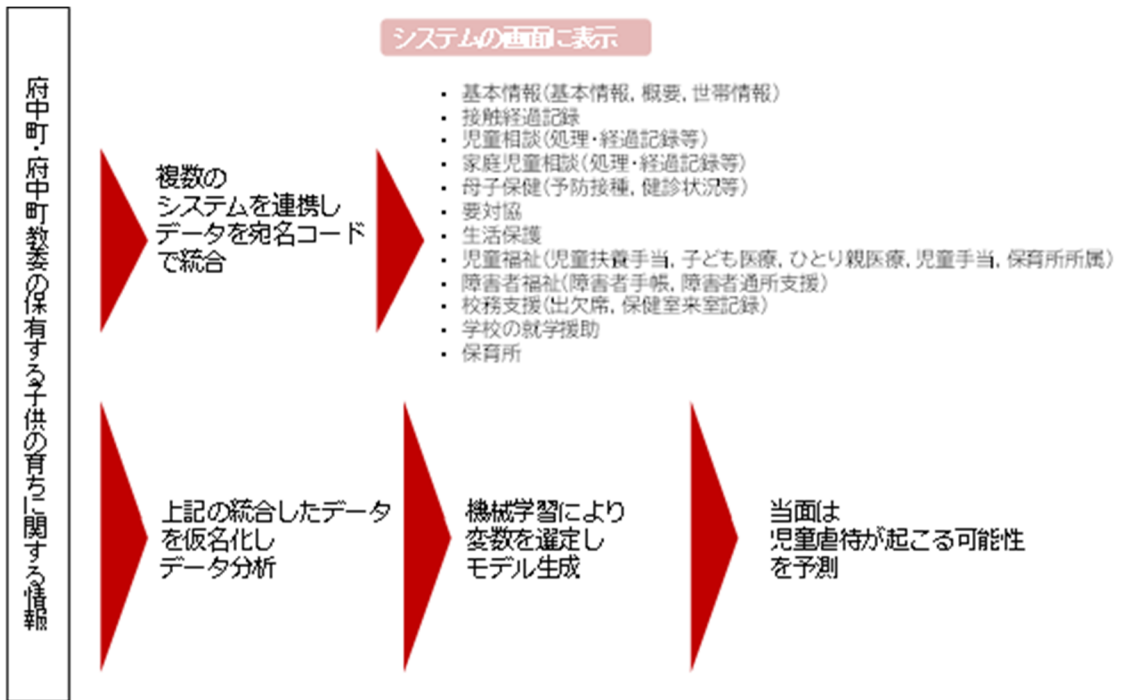 府中町・府中町教委の保有する子供の育ちに関する情報
システムの画面に表示
複数の
システムを連携し
データを宛名コード
で統合
・基本情報(基本情報, 概要, 世帯情報)
・接触経過記録
・児童相談(処理・経過記録等)
・家庭児童相談(処理・経過記録等)
・母子保健(予防接種, 健診状況等)
・要対協
・生活保護
・児童福祉(児童扶養手当, 子ども医療, ひとり親医療, 児童手当, 保育所所属)
・障害者福祉(障害者手帳, 障害者通所支援)
・校務支援(出欠席, 保健室来室記録)
・学校の就学援助
・保育所
上記の統合したデータ
を仮名化し
データ分析
機械学習により
変数を選定し
モデル生成
当面は
児童虐待が起こる可能性
を予測